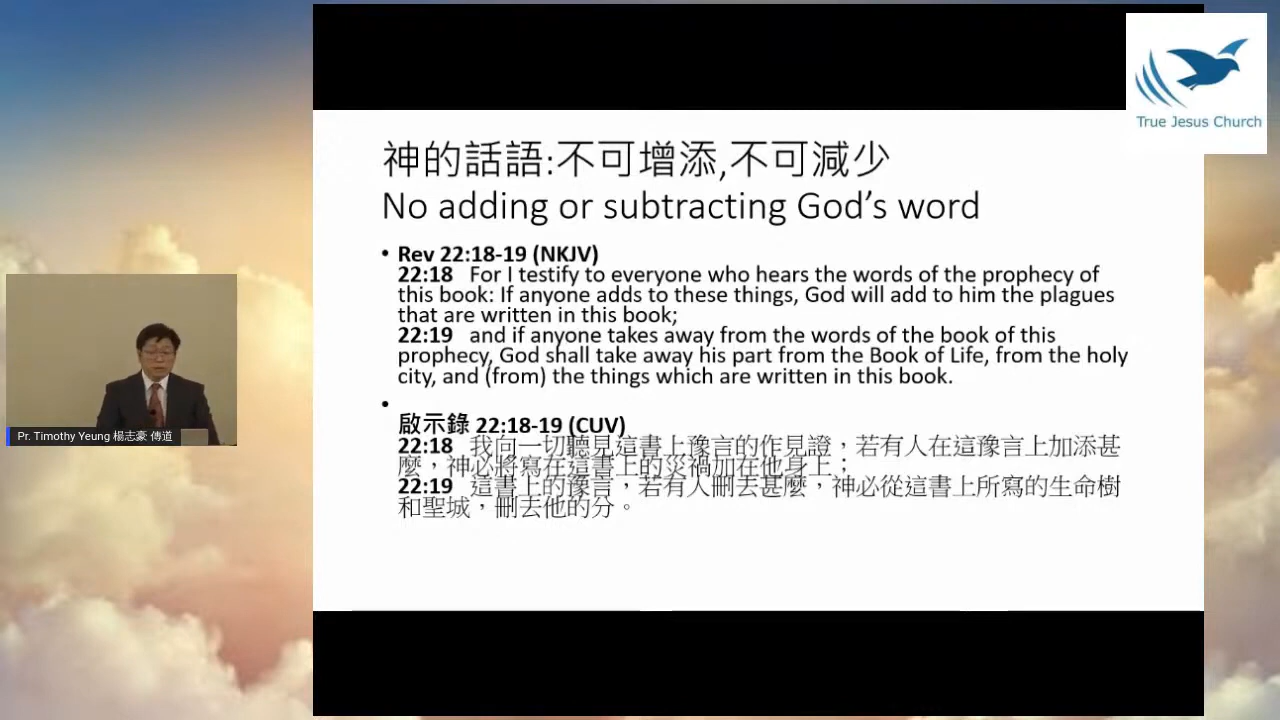 True Jesus Church
神的話語:不可增添,不可減少
No adding or subtracting God's word
• Rev 22:18-19 (NKJV)
22:18 For I testify to everyone who hears the words of the prophecy of
this book: If anyone adds to these things, God will add to him the plagues
that are written in this book;
22:19 and if anyone takes away from the words of the book of this
prophecy, God shall take away his part from the Book of Life, from the holy
city, and (from) the things which are written in this book.
•
啟示錄 22:18-19 (CUV)
22:18 我向一切聽見這書上豫言的作見證，若有人在這豫言上加添甚
麼，神必將寫在這書上的災禍加在他身上；
22:19 這書上的豫言，若有人刪去甚麼，神必從這書上所寫的生命樹
和聖城，刪去他的分。
Pr. Timothy Yeung 楊志豪 傳道